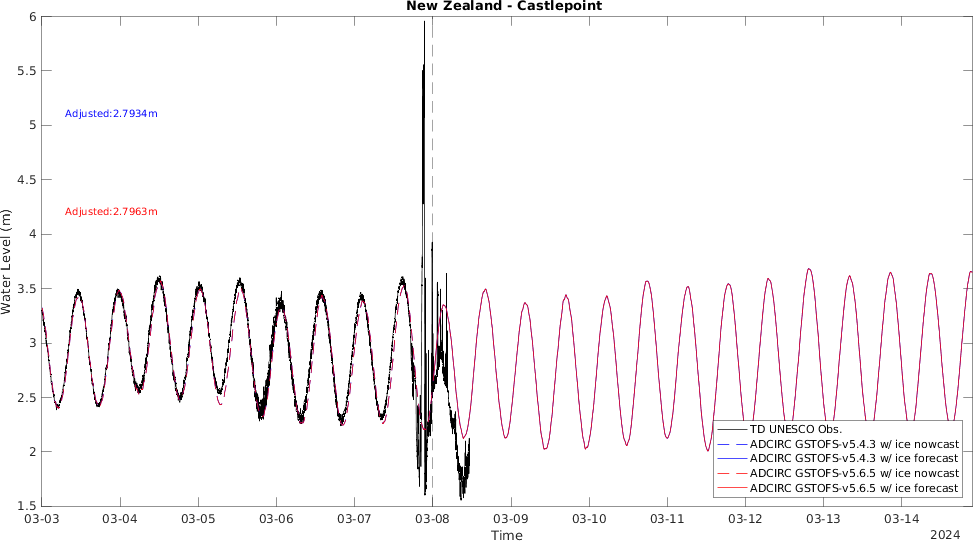 New Zealand - Castlepoint
6
5.5
5
4.5
4
3.5
3
2.5
2
1.5
Water Level (m)
Adjusted:2.7934m
Adjusted:2.7963m
TD UNESCO Obs.
ADCIRC GSTOFS-v5.4.3 w/ ice nowcast
ADCIRC GSTOFS-v5.4.3 w/ ice forecast
ADCIRC GSTOFS-v5.6.5 w/ ice nowcast
ADCIRC GSTOFS-v5.6.5 w/ ice forecast
03-03 03-04 03-05 03-06 03-07 03-08 03-09 03-10 03-11 03-12 03-13 03-14
Time
2024